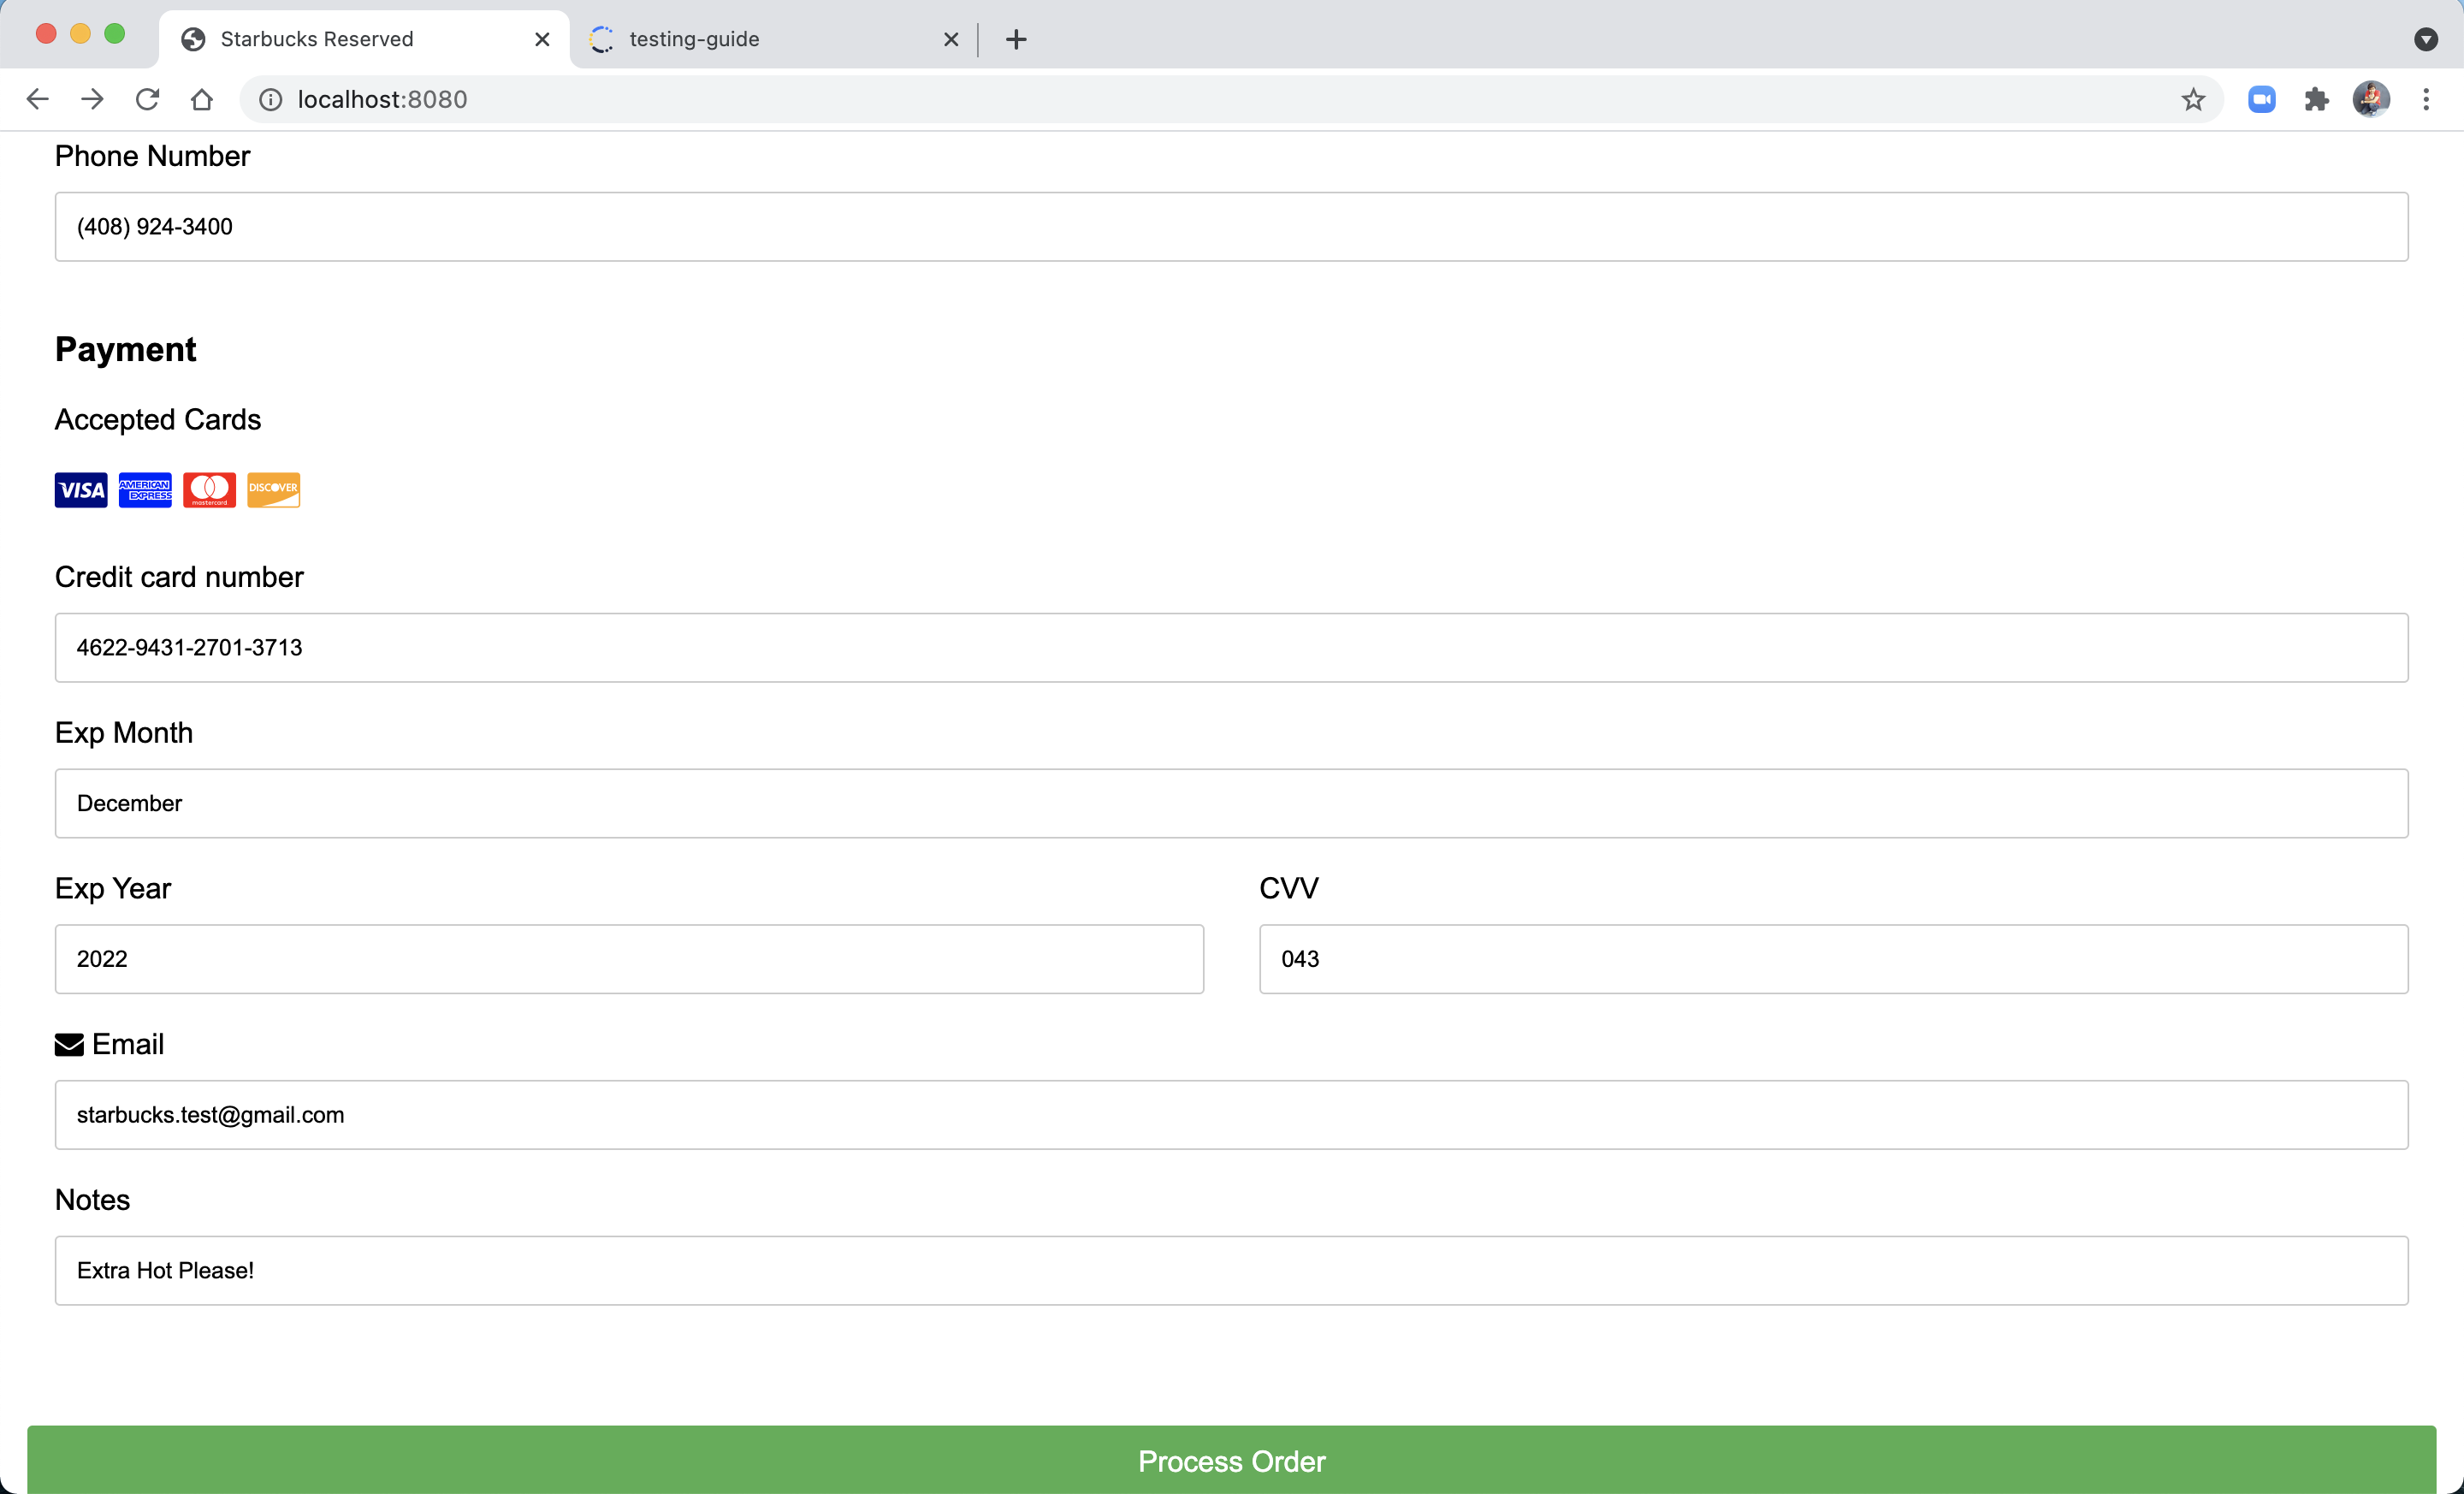 Starbucks Reserved
testing-guide
localhost:8080
Phone Number
(408) 924-3400
Payment
Accepted Cards
VISA AMERICAN EXPRESS mastercard DISCOVER
Credit card number
4622-9431-2701-3713
Exp Month
December
Exp Year CVV
2022 043
Email
starbucks.test@gmail.com
Notes
Extra Hot Please!
Process Order